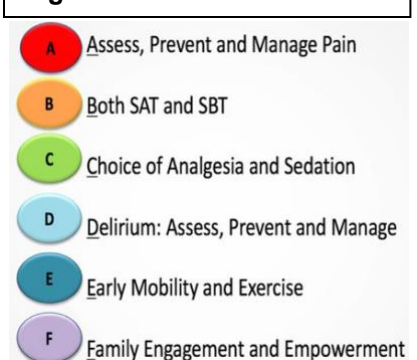 A Assess, Prevent and Manage Pain
B Both SAT and SBT
C Choice of Analgesia and Sedation
D Delirium: Assess, Prevent and Manage
E Early Mobility and Exercise
F Family Engagement and Empowerment